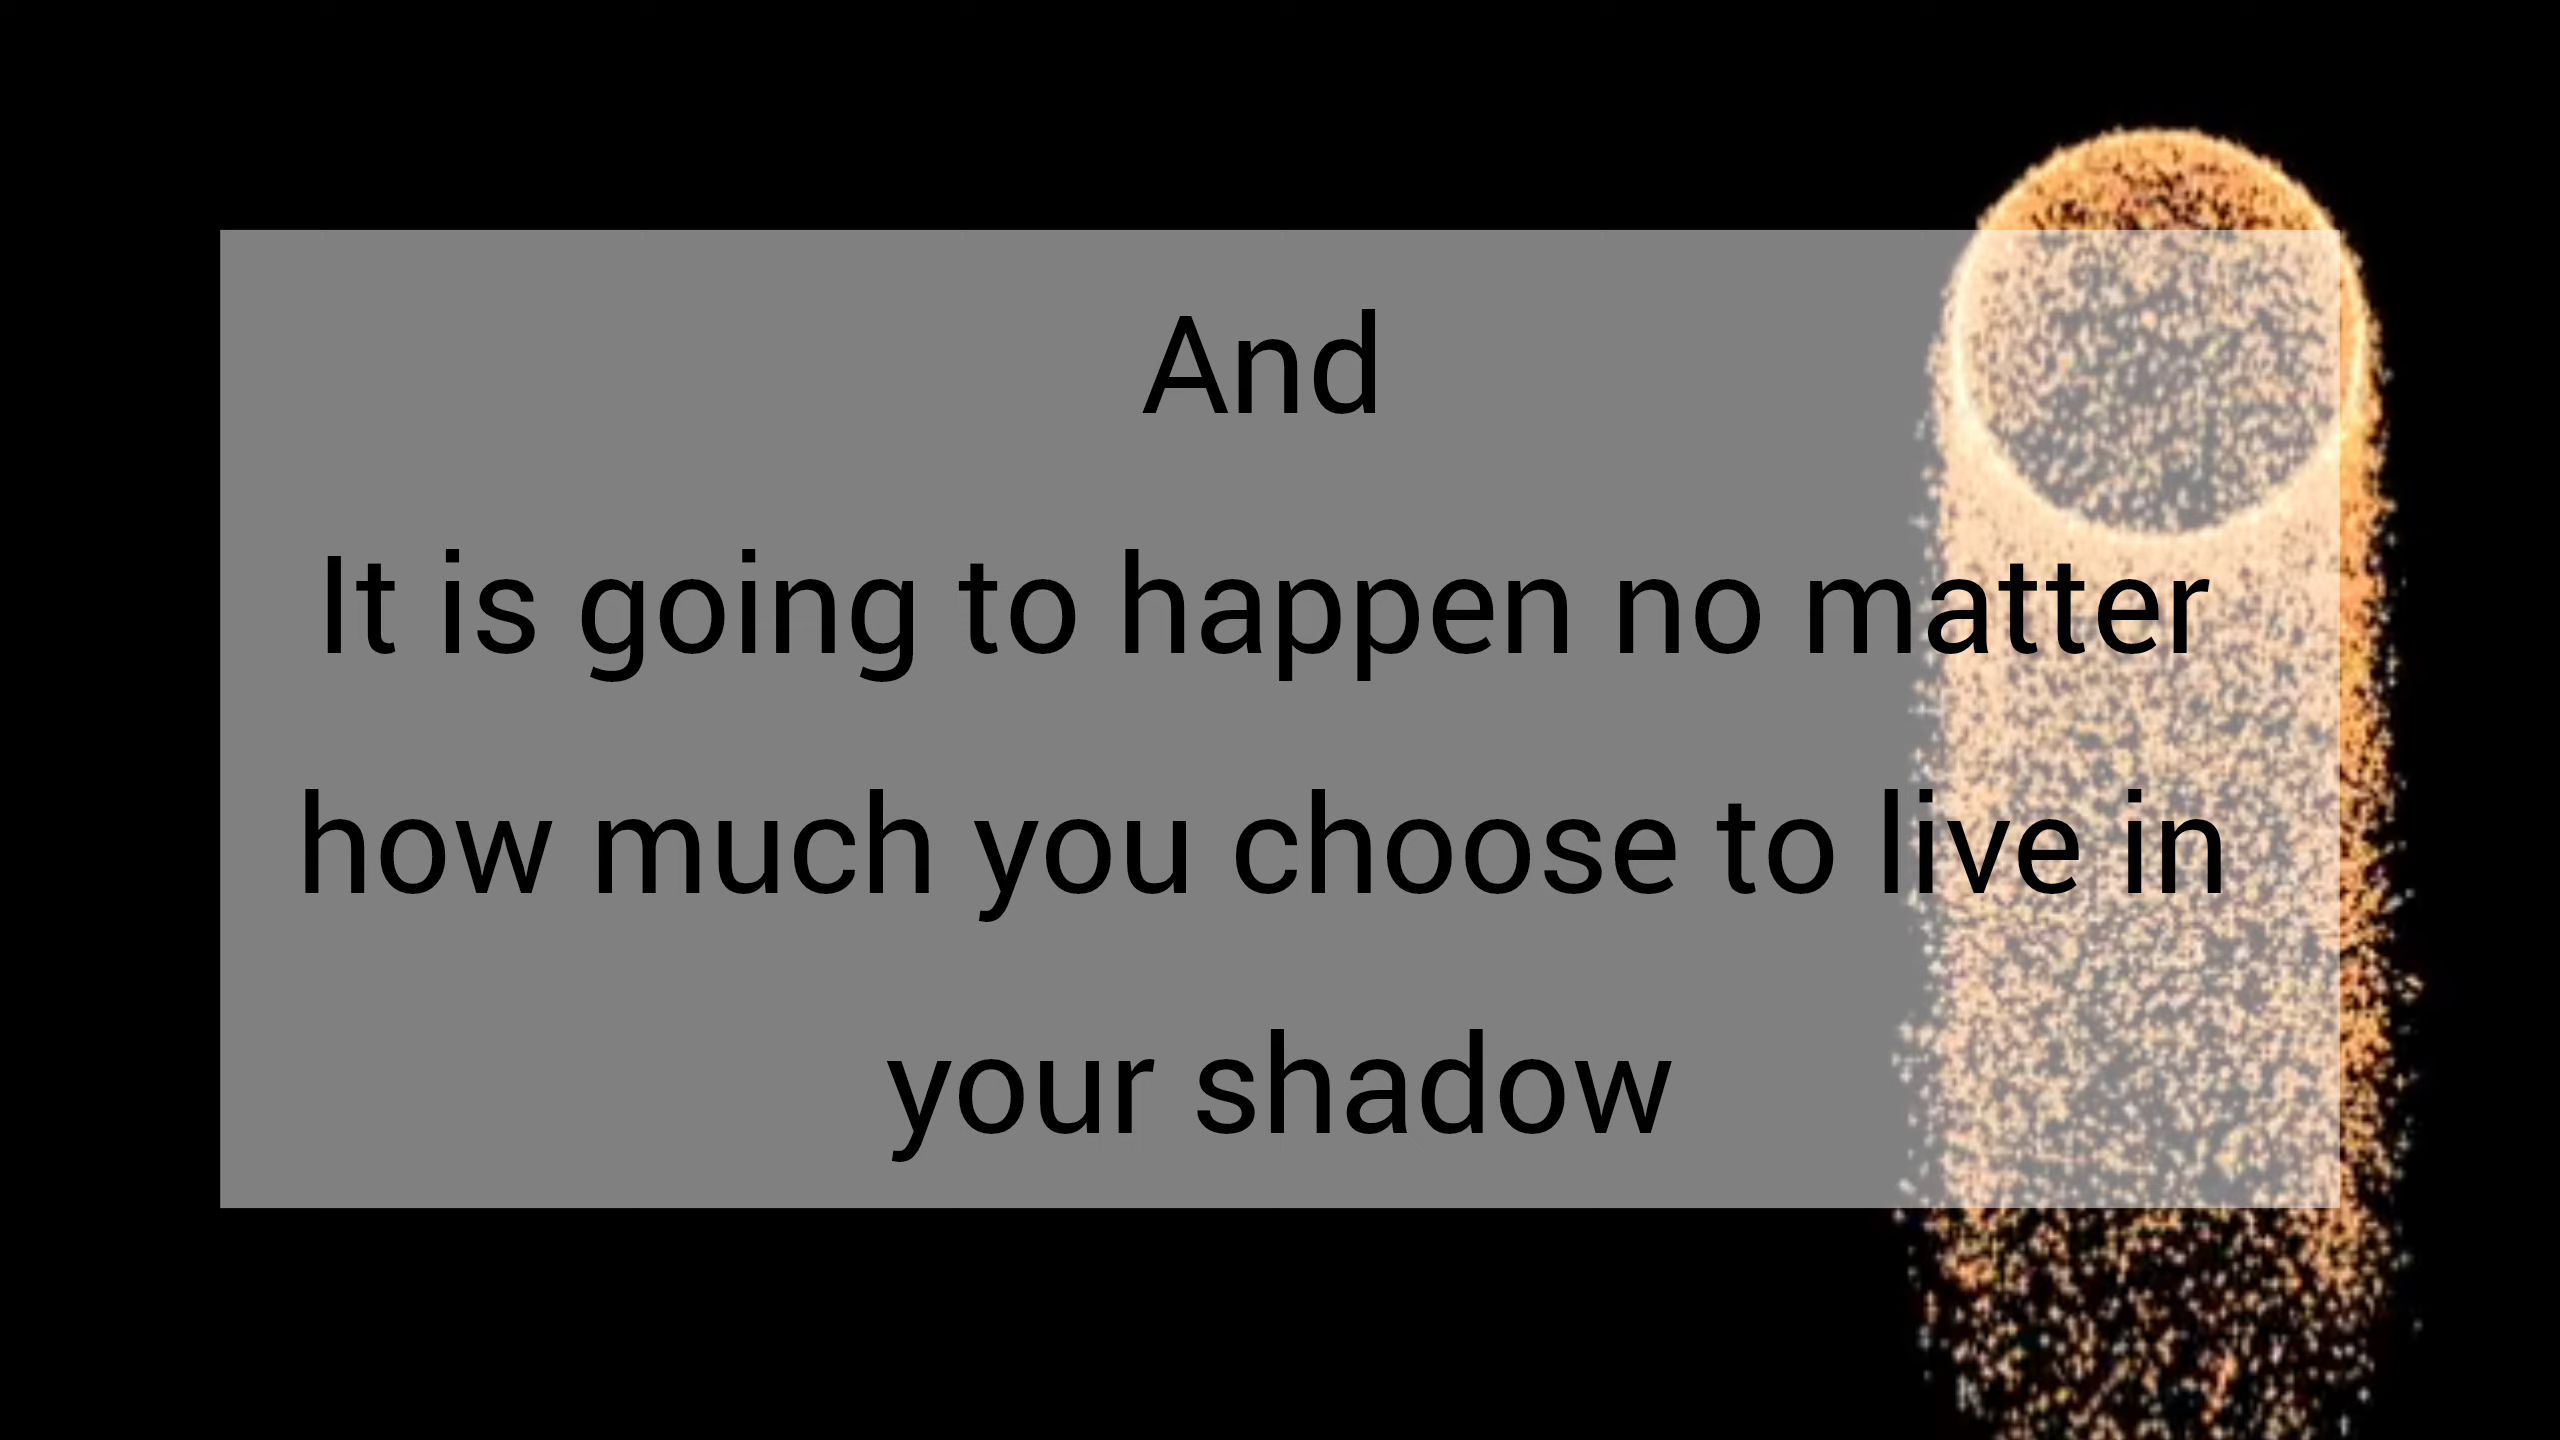 And
It is going to happen no matter
how much you choose to live in
your shadow